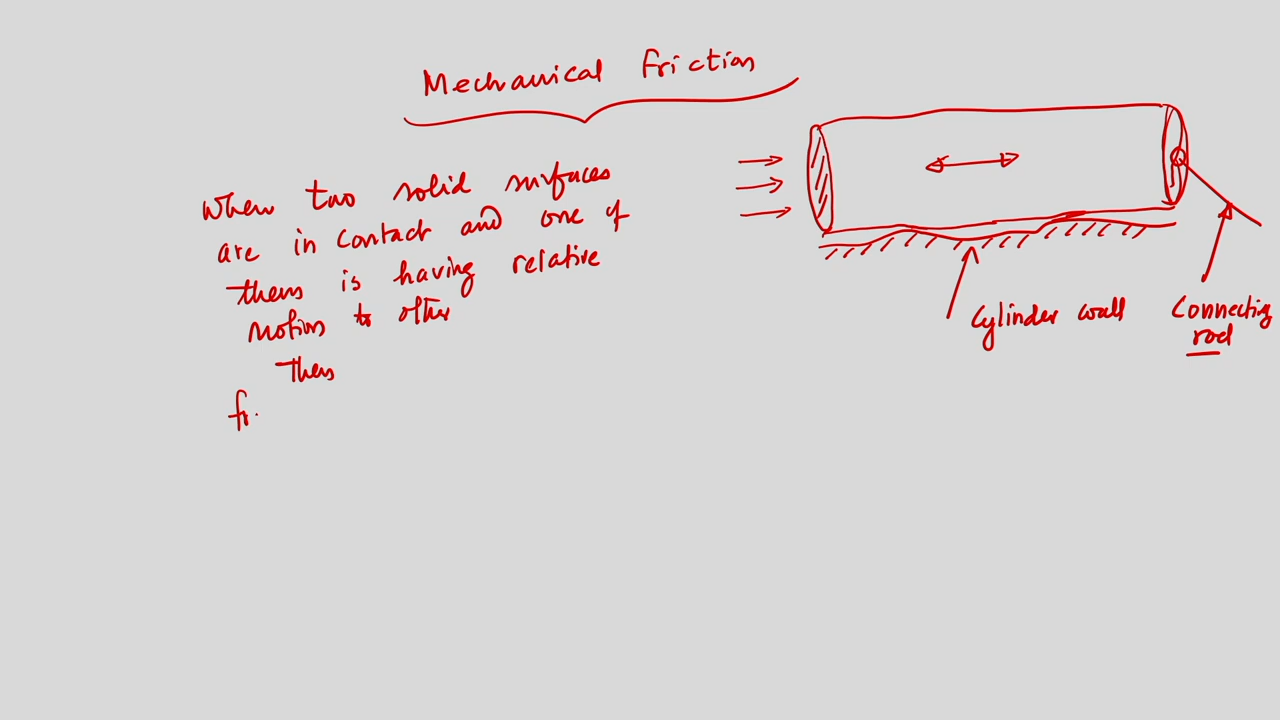 Mechanical Friction
When two solid surfaces
are in contact and one of
them is having relative
motion to other
Then
fr.
Cylinder wall
Connecting
rod